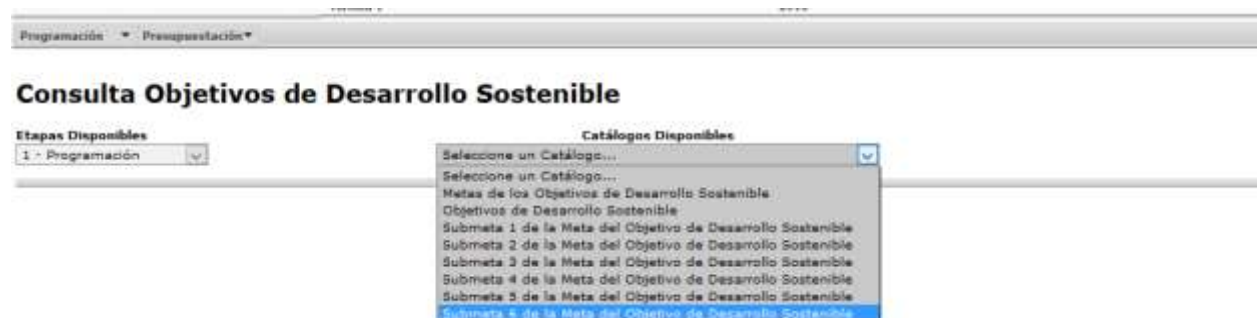 Programación Presupuestación
Consulta Objetivos de Desarrollo Sostenible
Etapas Disponibles
1 - Programación
Catálogos Disponibles
Seleccione un Catálogo...
Seleccione un Catálogo...
Metas de los Objetivos de Desarrollo Sostenible
Objetivos de Desarrollo Sostenible
Submeta 1 de la Meta del Objetivo de Desarrollo Sostenible
Submeta 2 de la Meta del Objetivo de Desarrollo Sostenible
Submeta 3 de la Meta del Objetivo de Desarrollo Sostenible
Submeta 4 de la Meta del Objetivo de Desarrollo Sostenible
Submeta 5 de la Meta del Objetivo de Desarrollo Sostenible
Submeta 6 de la Meta del Objetivo de Desarrollo Sostenible